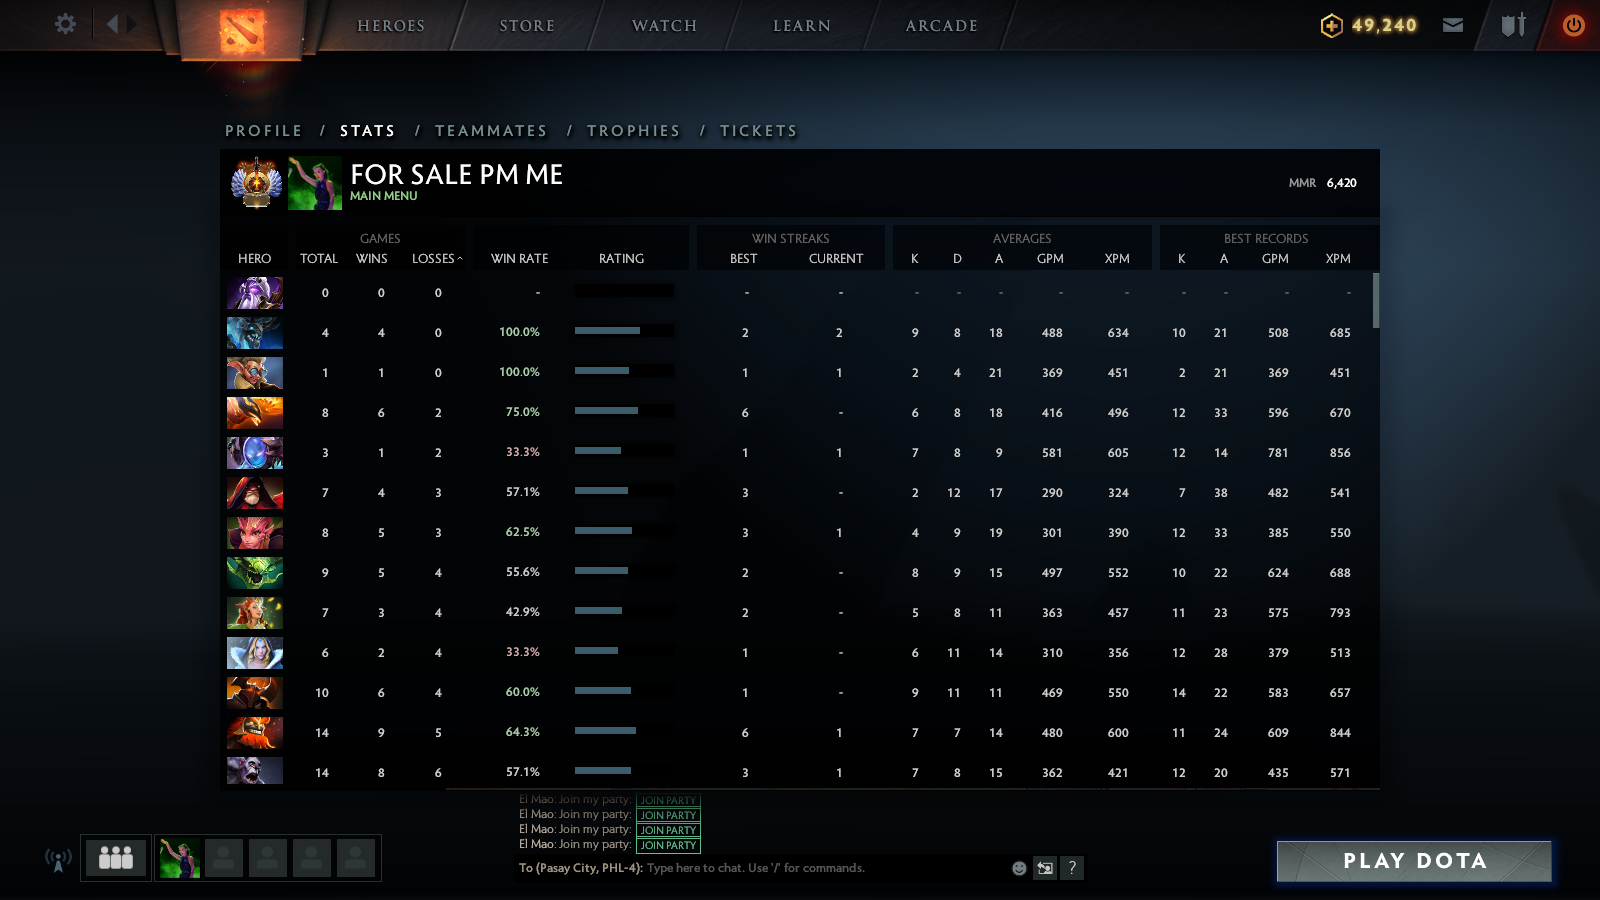 HEROES STORE WATCH LEARN ARCADE 49,240
PROFILE / STATS / TEAMMATES / TROPHIES / TICKETS
FOR SALE PM ME
MAIN MENU
MMR 6,420
GAMES WIN STREAKS AVERAGES BEST RECORDS
HERO TOTAL WINS LOSSES WIN RATE RATING BEST CURRENT K D A GPM XPM K A GPM XPM
0 0 0 - - - - - - - - - - - -
4 4 0 100.0% 2 2 9 8 18 488 634 10 21 508 685
1 1 0 100.0% 1 1 2 4 21 369 451 2 21 369 451
8 6 2 75.0% 6 - 6 8 18 416 496 12 33 596 670
3 1 2 33.3% 1 1 7 8 9 581 605 12 14 781 856
7 4 3 57.1% 3 - 2 12 17 290 324 7 38 482 541
8 5 3 62.5% 3 1 4 9 19 301 390 12 33 385 550
9 5 4 55.6% 2 - 8 9 15 497 552 10 22 624 688
7 3 4 42.9% 2 - 5 8 11 363 457 11 23 575 793
6 2 4 33.3% 1 - 6 11 14 310 356 12 28 379 513
10 6 4 60.0% 1 - 9 11 11 469 550 14 22 583 657
14 9 5 64.3% 6 1 7 7 14 480 600 11 24 609 844
14 8 6 57.1% 3 1 7 8 15 362 421 12 20 435 571
El Mao: Join my party: JOIN PARTY
El Mao: Join my party: JOIN PARTY
El Mao: Join my party: JOIN PARTY
El Mao: Join my party: JOIN PARTY
To (Pasay City, PHL-4): Type here to chat. Use '/' for commands. ?
PLAY DOTA